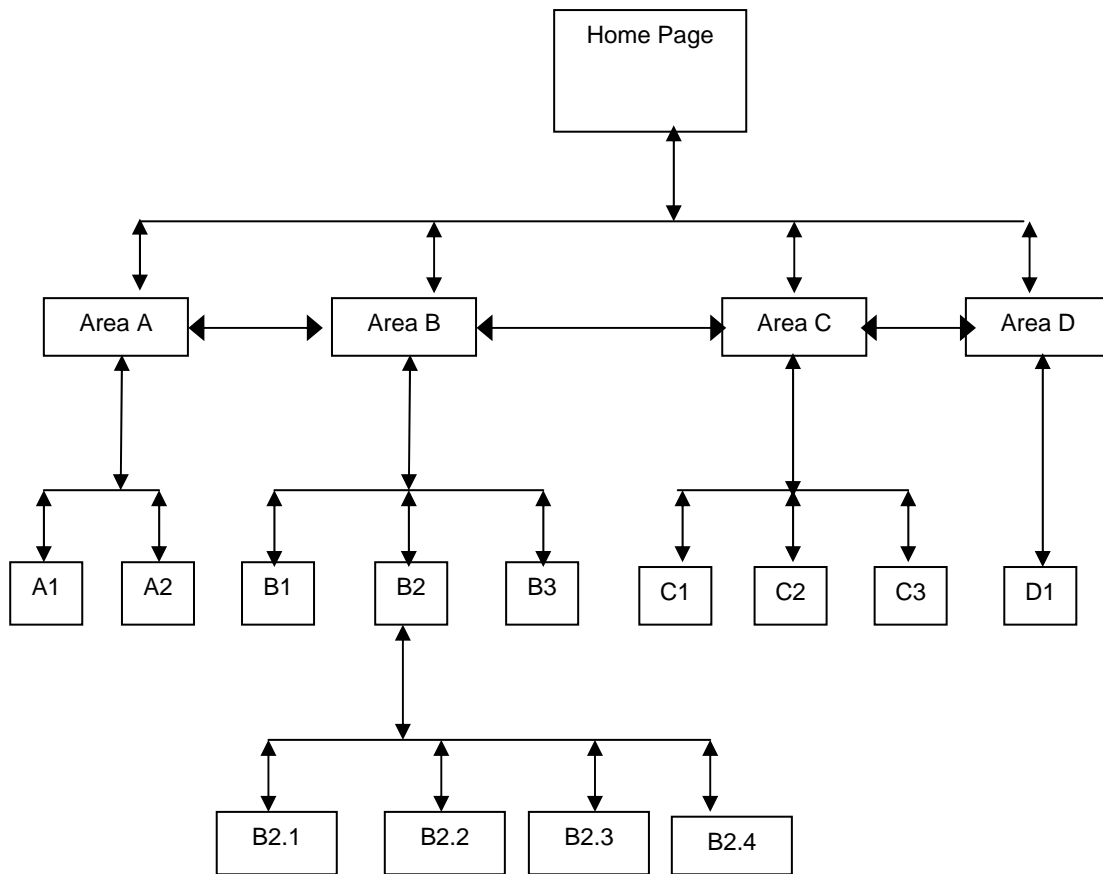 Home Page
Area A
Area B
Area C
Area D
A1
A2
B1
B2
B3
C1
C2
C3
D1
B2.1
B2.2
B2.3
B2.4